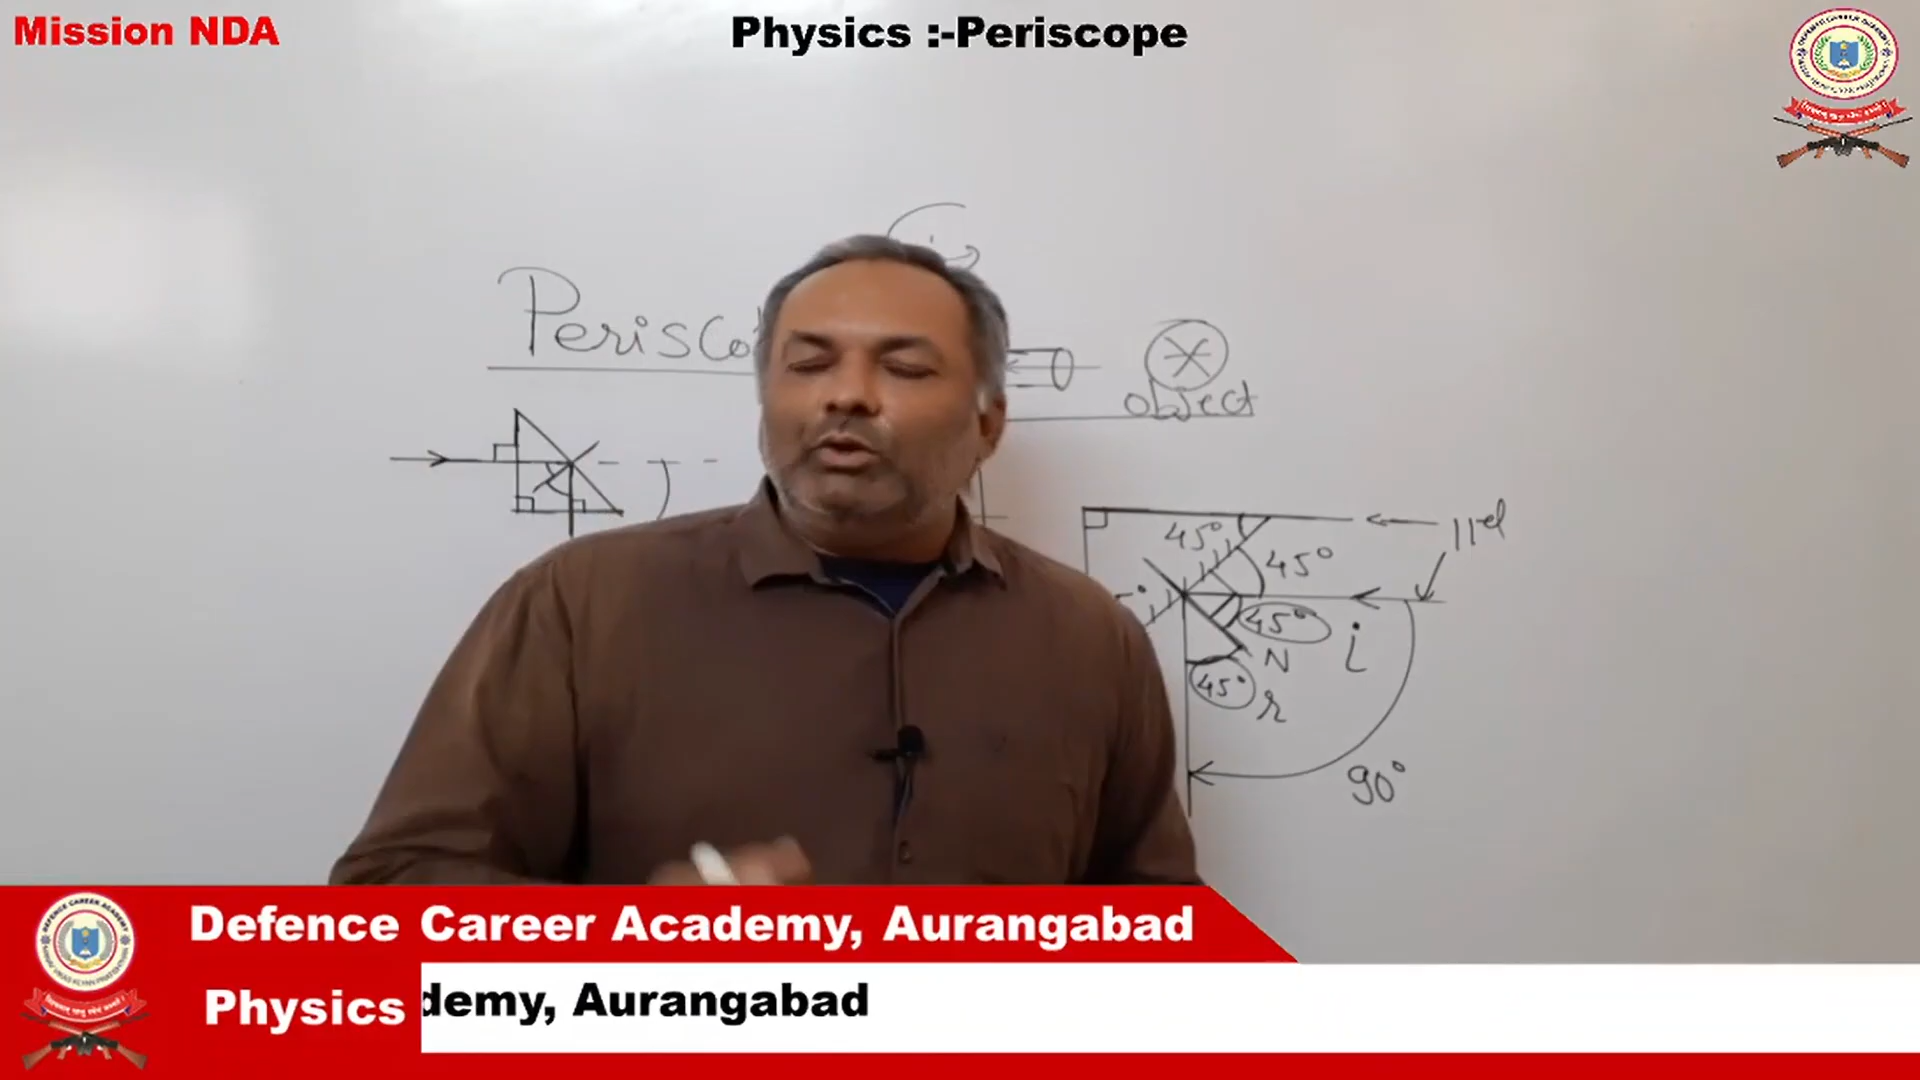 Mission NDA
Physics :-Periscope
Perisco
object
45°
45°
11el
45°
i
N
45°
r
90°
Defence Career Academy, Aurangabad
Physics
demy, Aurangabad